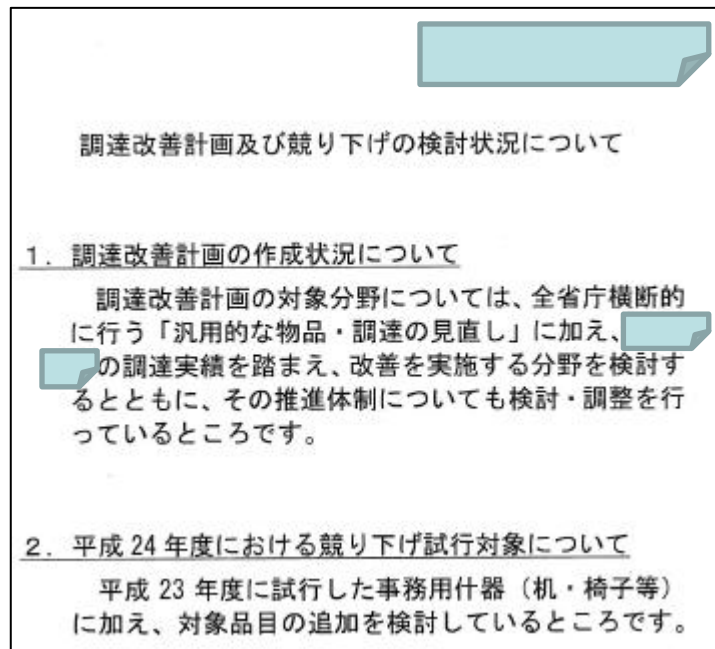 調達改善計画及び競り下げの検討状況について
1. 調達改善計画の作成状況について
調達改善計画の対象分野については、全省庁横断的
に行う「汎用的な物品・調達の見直し」に加え、
の調達実績を踏まえ、改善を実施する分野を検討す
るとともに、その推進体制についても検討・調整を行
っているところです。
2. 平成 24 年度における競り下げ試行対象について
平成 23 年度に試行した事務用什器（机・椅子等）
に加え、対象品目の追加を検討しているところです。